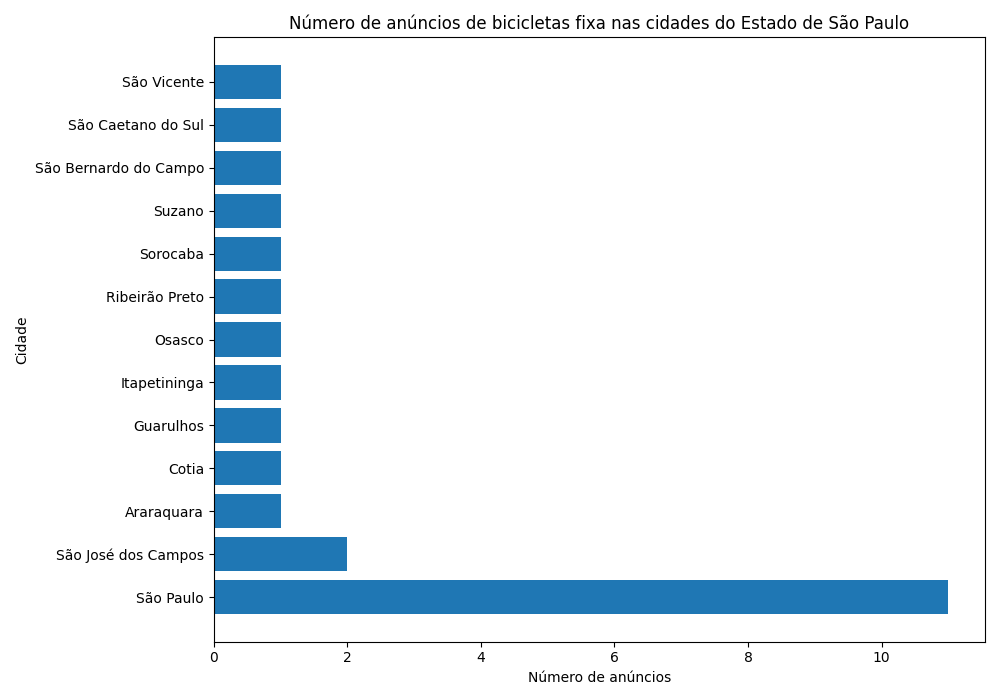 Número de anúncios de bicicletas fixa nas cidades do Estado de São Paulo
São Vicente
São Caetano do Sul
São Bernardo do Campo
Suzano
Sorocaba
Ribeirão Preto
Osasco
Itapetininga
Guarulhos
Cotia
Araraquara
São José dos Campos
São Paulo
Cidade
0 2 4 6 8 10
Número de anúncios